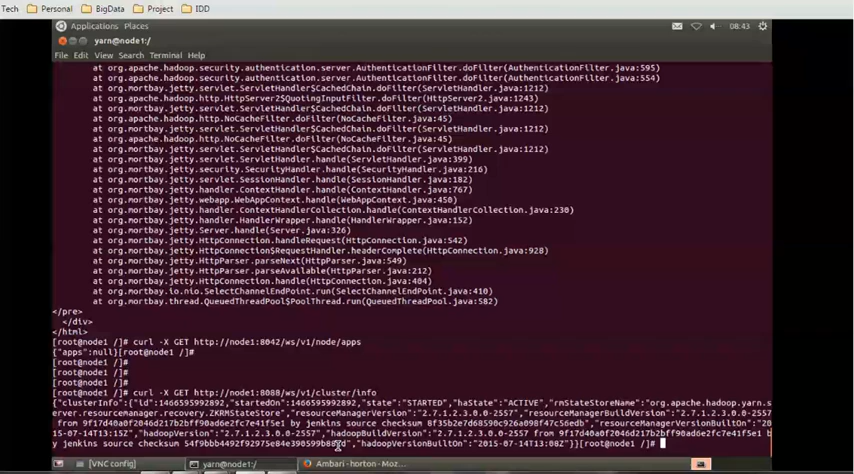 Tech Personal BigData Project IDD
Applications Places 08:43
yarn@node1:/
File Edit View Search Terminal Help
at org.apache.hadoop.security.authentication.server.AuthenticationFilter.doFilter(AuthenticationFilter.java:595)
at org.apache.hadoop.security.authentication.server.AuthenticationFilter.doFilter(AuthenticationFilter.java:554)
at org.mortbay.jetty.servlet.ServletHandler$CachedChain.doFilter(ServletHandler.java:1212)
at org.apache.hadoop.http.HttpServer2$QuotingInputFilter.doFilter(HttpServer2.java:1243)
at org.mortbay.jetty.servlet.ServletHandler$CachedChain.doFilter(ServletHandler.java:1212)
at org.apache.hadoop.http.NoCacheFilter.doFilter(NoCacheFilter.java:45)
at org.mortbay.jetty.servlet.ServletHandler$CachedChain.doFilter(ServletHandler.java:1212)
at org.apache.hadoop.http.NoCacheFilter.doFilter(NoCacheFilter.java:45)
at org.mortbay.jetty.servlet.ServletHandler$CachedChain.doFilter(ServletHandler.java:1212)
at org.mortbay.jetty.servlet.ServletHandler.handle(ServletHandler.java:399)
at org.mortbay.jetty.security.SecurityHandler.handle(SecurityHandler.java:216)
at org.mortbay.jetty.servlet.SessionHandler.handle(SessionHandler.java:182)
at org.mortbay.jetty.handler.ContextHandler.handle(ContextHandler.java:767)
at org.mortbay.jetty.webapp.WebAppContext.handle(WebAppContext.java:450)
at org.mortbay.jetty.handler.ContextHandlerCollection.handle(ContextHandlerCollection.java:230)
at org.mortbay.jetty.handler.HandlerWrapper.handle(HandlerWrapper.java:152)
at org.mortbay.jetty.Server.handle(Server.java:326)
at org.mortbay.jetty.HttpConnection.handleRequest(HttpConnection.java:542)
at org.mortbay.jetty.HttpConnection$RequestHandler.headerComplete(HttpConnection.java:928)
at org.mortbay.jetty.HttpParser.parseNext(HttpParser.java:549)
at org.mortbay.jetty.HttpParser.parseAvailable(HttpParser.java:212)
at org.mortbay.jetty.HttpConnection.handle(HttpConnection.java:404)
at org.mortbay.io.nio.SelectChannelEndPoint.run(SelectChannelEndPoint.java:410)
at org.mortbay.thread.QueuedThreadPool$PoolThread.run(QueuedThreadPool.java:582)
</pre>
</div>
</html>
[root@node1 /]# curl -X GET http://node1:8042/ws/v1/node/apps
{"apps":null}[root@node1 /]#
[root@node1 /]#
[root@node1 /]#
[root@node1 /]# curl -X GET http://node1:8088/ws/v1/cluster/info
{"clusterInfo":{"id":1466595992892,"startedOn":1466595992892,"state":"STARTED","haState":"ACTIVE","rmStateStoreName":"org.apache.hadoop.yarn.s
erver.resourcemanager.recovery.ZKRMStateStore","resourceManagerVersion":"2.7.1.2.3.0.0-2557","resourceManagerBuildVersion":"2.7.1.2.3.0.0-2557
from 9f17d40a0f2046d217b2bff90ad6e2fc7e41f5e1 by jenkins source checksum 8f35b2e7d68590c926a098f47c56edb","resourceManagerVersionBuiltOn":"20
15-07-14T13:15Z","hadoopVersion":"2.7.1.2.3.0.0-2557","hadoopBuildVersion":"2.7.1.2.3.0.0-2557 from 9f17d40a0f2046d217b2bff90ad6e2fc7e41f5e1 b
y jenkins source checksum 54f9bbb4492f92975e84e390599b8d","hadoopVersionBuiltOn":"2015-07-14T13:08Z"}}[root@node1 /]#
[VNC config] yarn@node1:/ Ambari - horton - Moz...